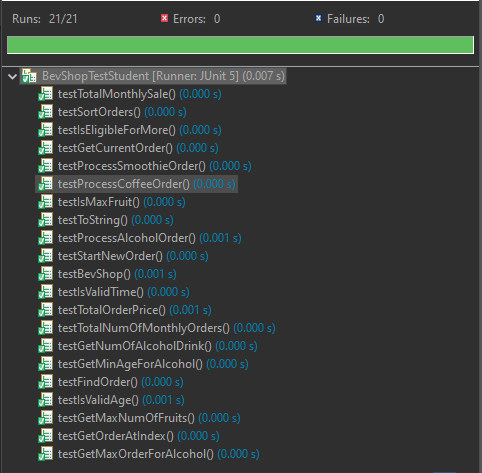 Runs: 21/21 Errors: 0 Failures: 0
BevShopTestStudent [Runner: JUnit 5] (0.007 s)
testTotalMonthlySale() (0.000 s)
testSortOrders() (0.000 s)
testIsEligibleForMore() (0.000 s)
testGetCurrentOrder() (0.000 s)
testProcessSmoothieOrder() (0.000 s)
testProcessCoffeeOrder() (0.000 s)
testIsMaxFruit() (0.000 s)
testToString() (0.000 s)
testProcessAlcoholOrder() (0.001 s)
testStartNewOrder() (0.000 s)
testBevShop() (0.001 s)
testIsValidTime() (0.000 s)
testTotalOrderPrice() (0.001 s)
testTotalNumOfMonthlyOrders() (0.000 s)
testGetNumOfAlcoholDrink() (0.000 s)
testGetMinAgeForAlcohol() (0.000 s)
testFindOrder() (0.000 s)
testIsValidAge() (0.001 s)
testGetMaxNumOfFruits() (0.000 s)
testGetOrderAtIndex() (0.000 s)
testGetMaxOrderForAlcohol() (0.000 s)